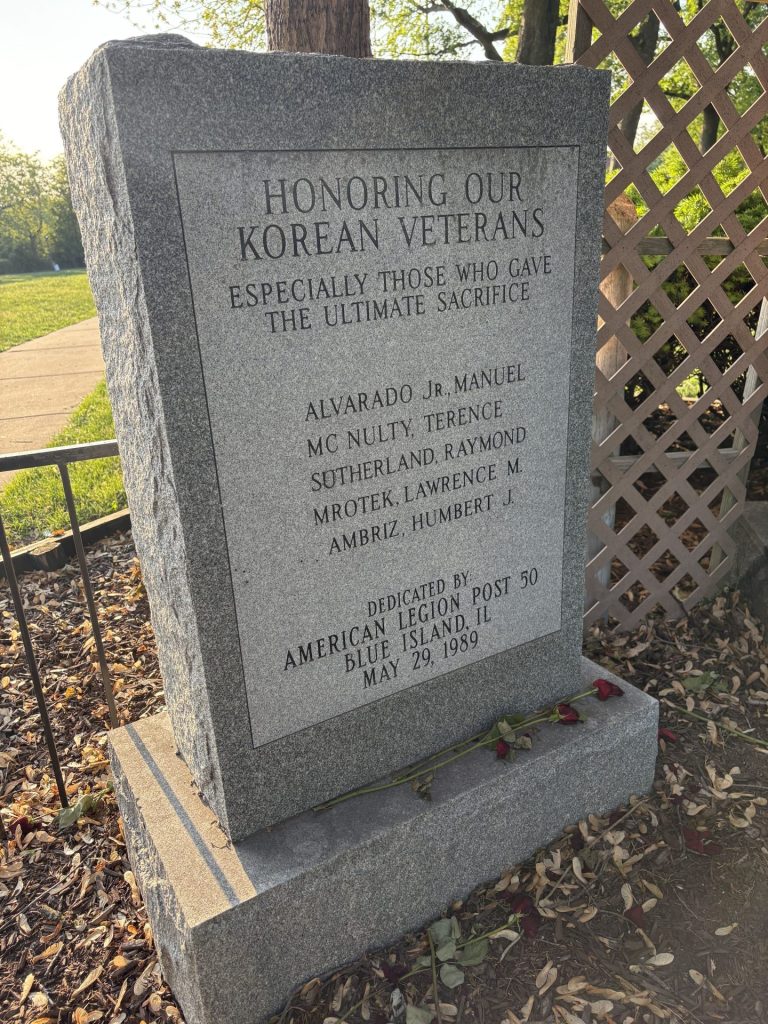 HONORING OUR
KOREAN VETERANS
ESPECIALLY THOSE WHO GAVE
THE ULTIMATE SACRIFICE
ALVARADO JR., MANUEL
MC NULTY, TERENCE
SUTHERLAND, RAYMOND
MROTEK, LAWRENCE M.
AMBRIZ, HUMBERT J.
DEDICATED BY
AMERICAN LEGION POST 50
BLUE ISLAND, IL
MAY 29, 1989